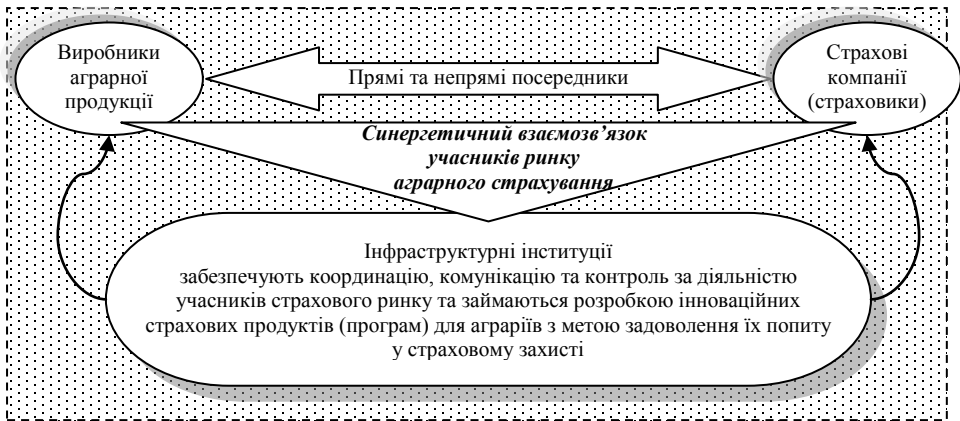 Виробники
аграрної
продукції
Прямі та непрямі посередники
Страхові
компанії
(страховики)
Синергетичний взаємозв’язок
учасників ринку
аграрного страхування
Інфраструктурні інституції
забезпечують координацію, комунікацію та контроль за діяльністю
учасників страхового ринку та займаються розробкою інноваційних
страхових продуктів (програм) для аграріїв з метою задоволення їх попиту
у страховому захисті